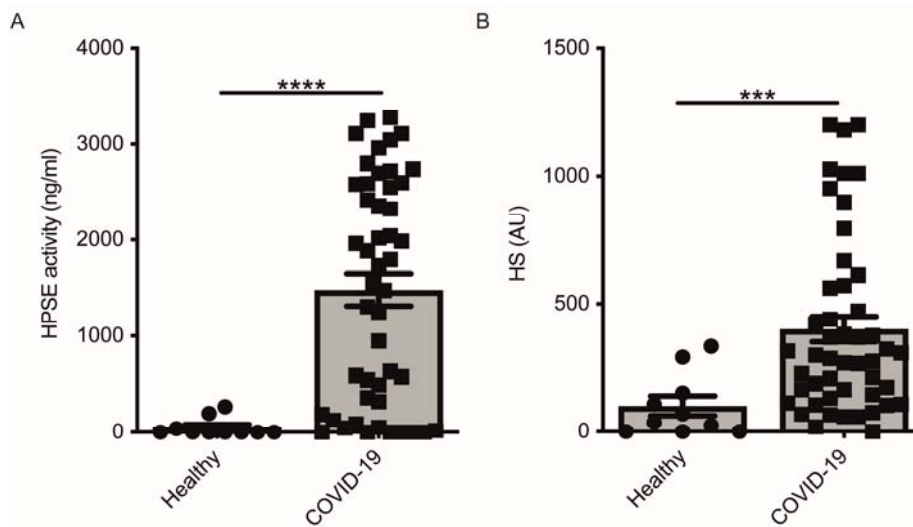 A
HPSE activity (ng/ml)
4000
3000
2000
1000
0
****
Healthy
COVID-19
B
HS (AU)
1500
1000
500
0
***
Healthy
COVID-19